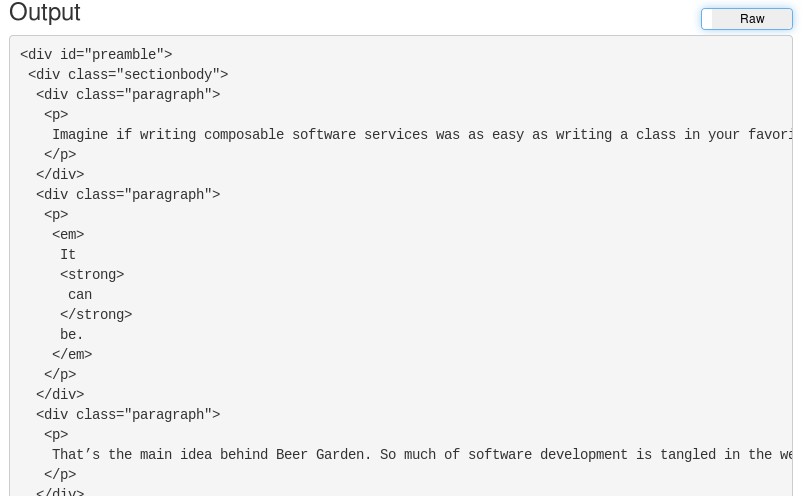 Output
Raw
<div id="preamble">
<div class="sectionbody">
<div class="paragraph">
<p>
Imagine if writing composable software services was as easy as writing a class in your
</p>
</div>
<div class="paragraph">
<p>
<em>
It
<strong>
can
</strong>
be.
</em>
</p>
</div>
<div class="paragraph">
<p>
That’s the main idea behind Beer Garden. So much of software development is tangled in the
</p>
</div>